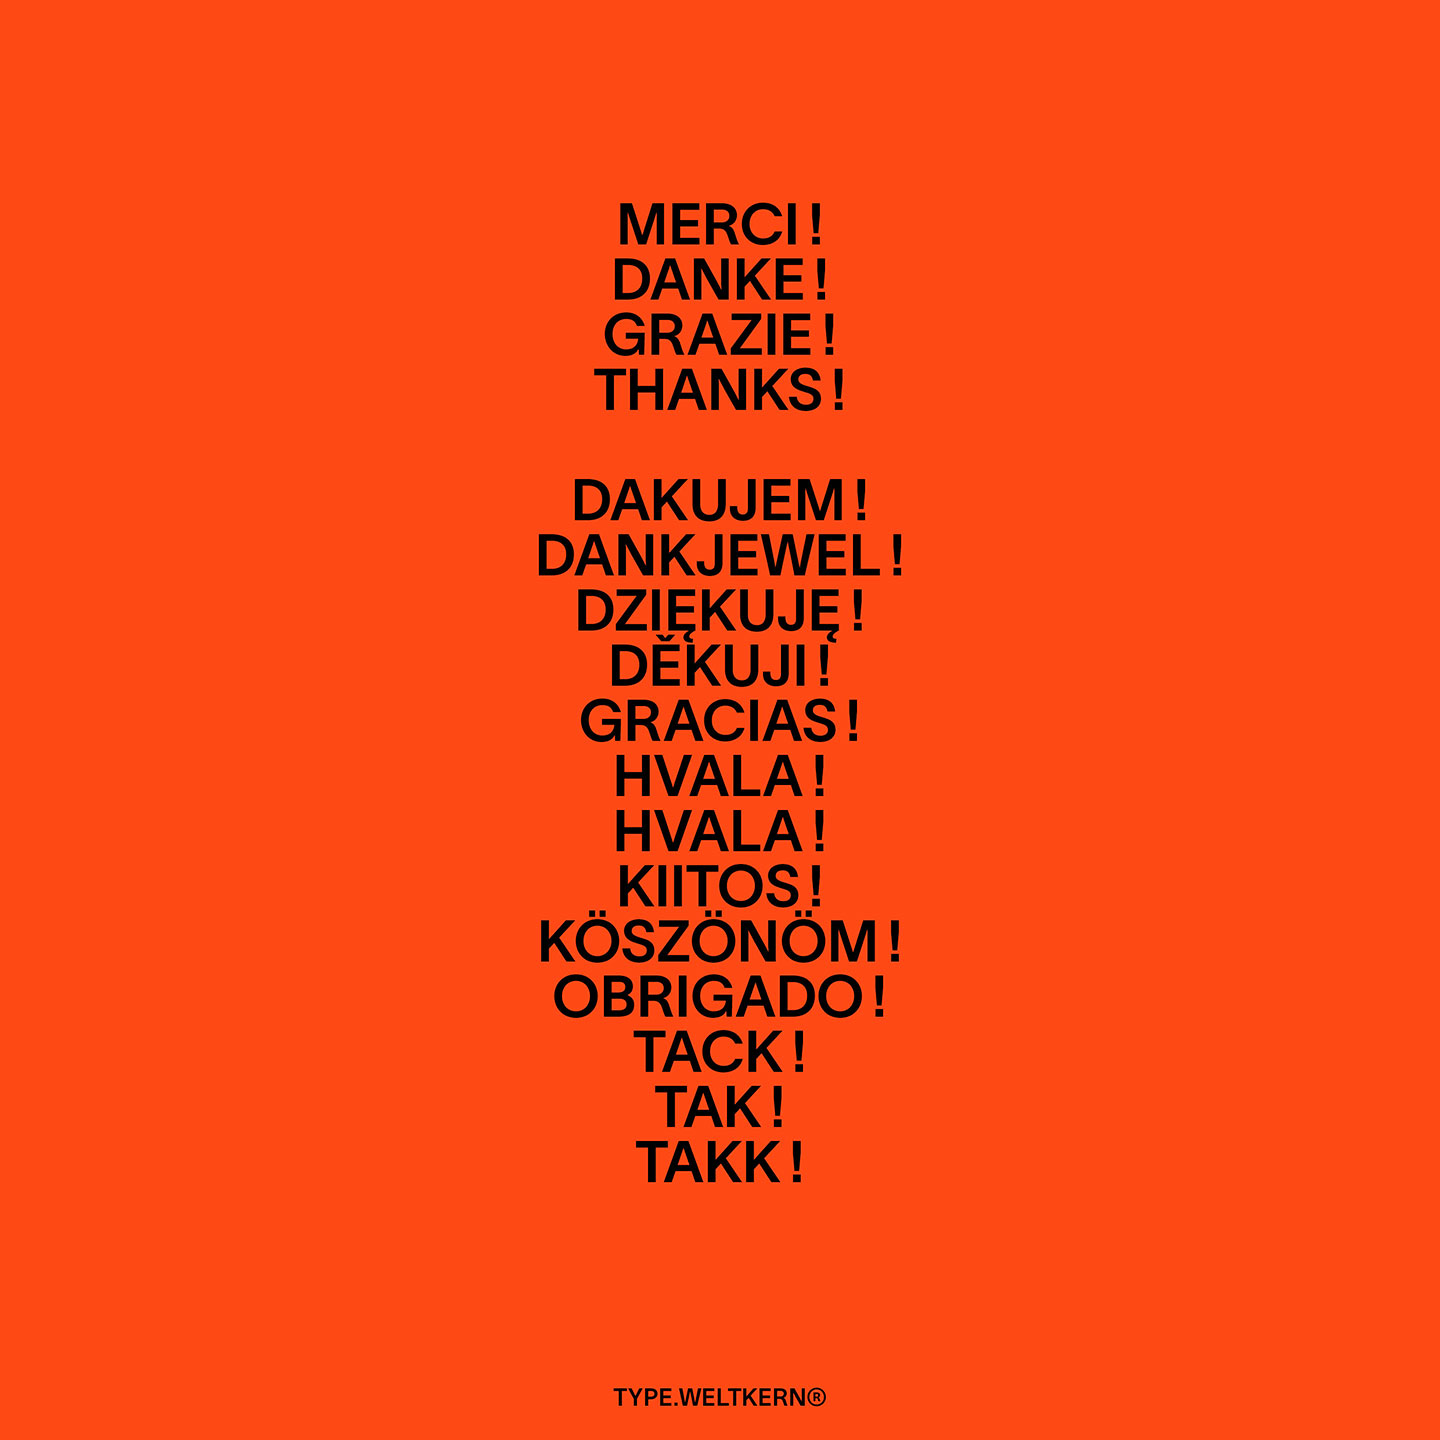 MERCI !
DANKE !
GRAZIE !
THANKS !
DAKUJEM !
DANKJEWEL !
DZIĘKUJĘ !
DĚKUJI !
GRACIAS !
HVALA !
HVALA !
KIITOS !
KÖSZÖNÖM !
OBRIGADO !
TACK !
TAK !
TAKK !
TYPE.WELTKERN®